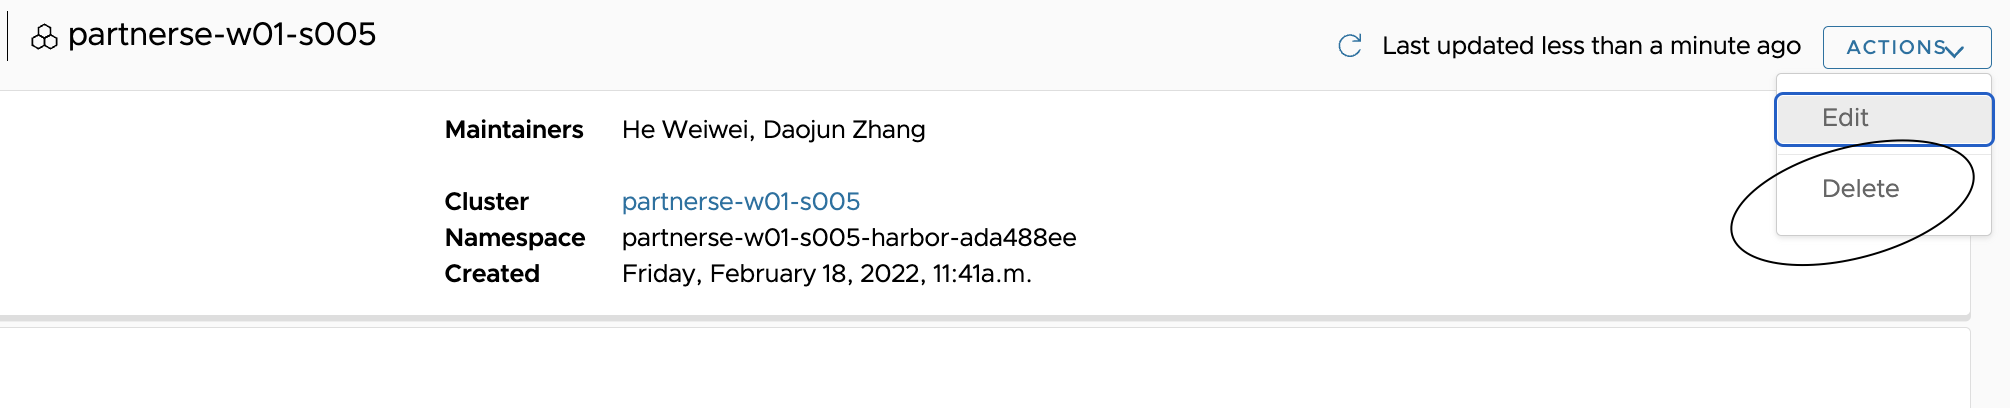 partnerse-w01-s005
Last updated less than a minute ago
ACTIONS
Edit
Delete
Maintainers He Weiwei, Daojun Zhang
Cluster partnerse-w01-s005
Namespace partnerse-w01-s005-harbor-ada488ee
Created Friday, February 18, 2022, 11:41a.m.